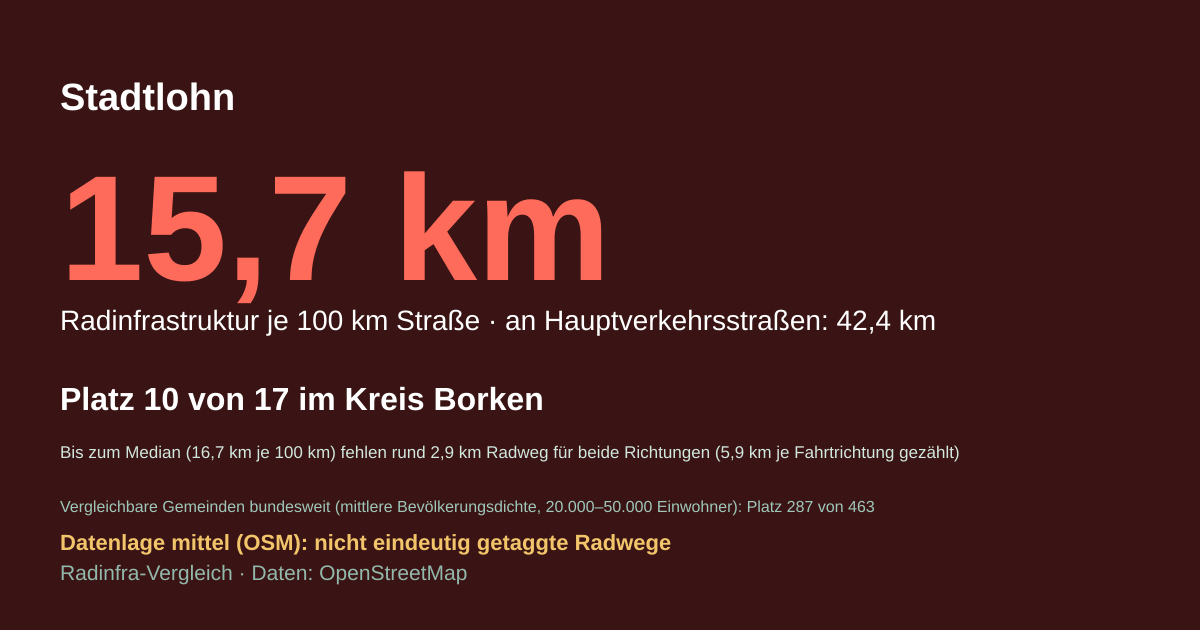 Stadtlohn
15,7 km
Radinfrastruktur je 100 km Straße · an Hauptverkehrsstraßen: 42,4 km
Platz 10 von 17 im Kreis Borken
Bis zum Median (16,7 km je 100 km) fehlen rund 2,9 km Radweg für beide Richtungen (5,9 km je Fahrtrichtung gezählt)
Vergleichbare Gemeinden bundesweit (mittlere Bevölkerungsdichte, 20.000–50.000 Einwohner): Platz 287 von 463
Datenlage mittel (OSM): nicht eindeutig getaggte Radwege
Radinfra-Vergleich · Daten: OpenStreetMap